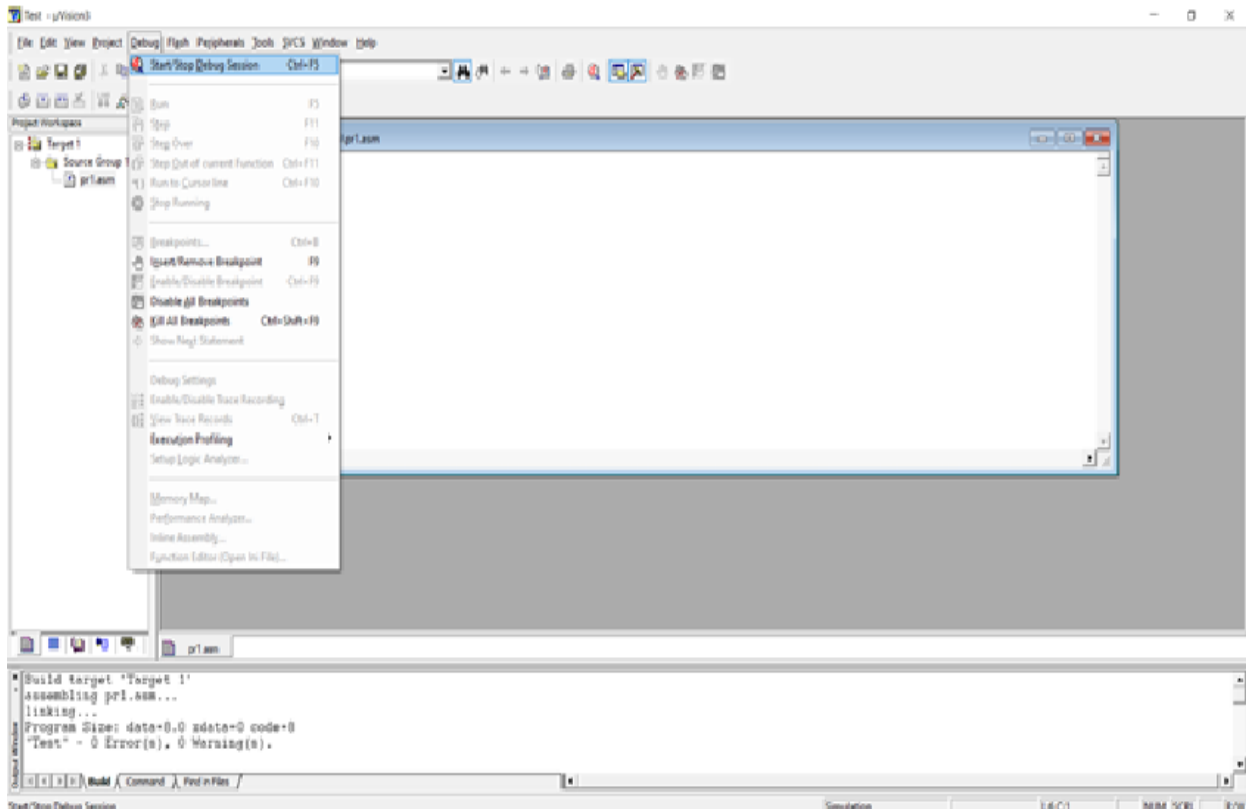 Test - µVision3
File Edit View Project Debug Flash Peripherals Tools SVCS Window Help
Start/Stop Debug Session Ctrl+F5
Run F5
Step F11
Step Over F10
Step Out of current Function Ctrl+F11
Run to Cursor line Ctrl+F10
Stop Running
Breakpoints... Ctrl+B
Insert/Remove Breakpoint F9
Enable/Disable Breakpoint Ctrl+F9
Disable All Breakpoints
Kill All Breakpoints Ctrl+Shift+F9
Show Next Statement
Debug Settings
Enable/Disable Trace Recording
View Trace Records Ctrl+T
Execution Profiling
Setup Logic Analyzer...
Memory Map...
Performance Analyzer...
Inline Assembly...
Function Editor (Open Ini File)...
Project Workspace
Target 1
Source Group 1
pr1.asm
\pr1.asm
pr1.asm
Build target 'Target 1'
assembling pr1.asm...
linking...
Program Size: data=8.0 xdata=0 code=8
"Test" - 0 Error(s), 0 Warning(s).
Output Window
Build Command Find in Files
Start/Stop Debug Session Simulation NUM SCRL R/W